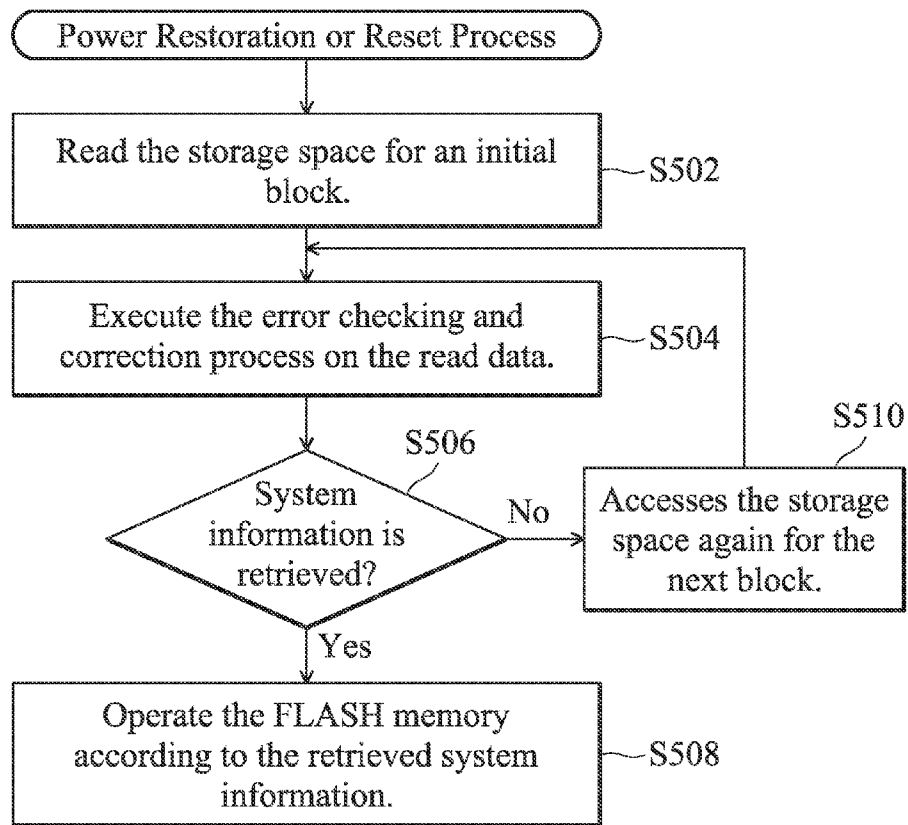 Power Restoration or Reset Process
Read the storage space for an initial
block.
S502
Execute the error checking and
correction process on the read data.
S504
S506
System
information is
retrieved?
No
S510
Accesses the storage
space again for the
next block.
Yes
Operate the FLASH memory
according to the retrieved system
information.
S508